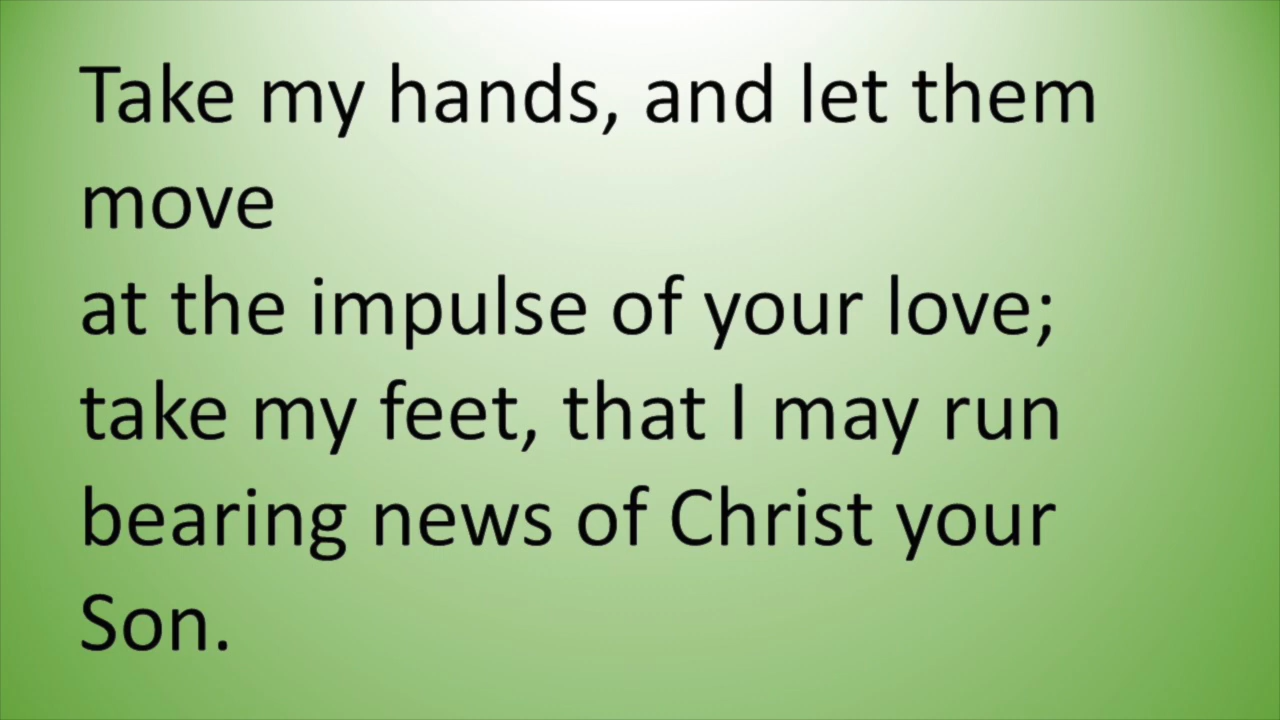 Take my hands, and let them
move
at the impulse of your love;
take my feet, that I may run
bearing news of Christ your
Son.